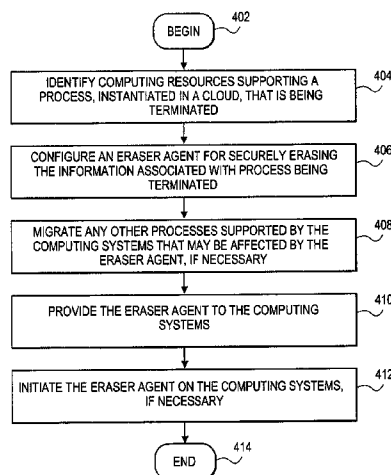 BEGIN
402
IDENTIFY COMPUTING RESOURCES SUPPORTING A
PROCESS, INSTANTIATED IN A CLOUD, THAT IS BEING
TERMINATED
404
CONFIGURE AN ERASER AGENT FOR SECURELY ERASING
THE INFORMATION ASSOCIATED WITH PROCESS BEING
TERMINATED
406
MIGRATE ANY OTHER PROCESSES SUPPORTED BY THE
COMPUTING SYSTEMS THAT MAY BE AFFECTED BY THE
ERASER AGENT, IF NECESSARY
408
PROVIDE THE ERASER AGENT TO THE COMPUTING
SYSTEMS
410
INITIATE THE ERASER AGENT ON THE COMPUTING SYSTEMS,
IF NECESSARY
412
END
414